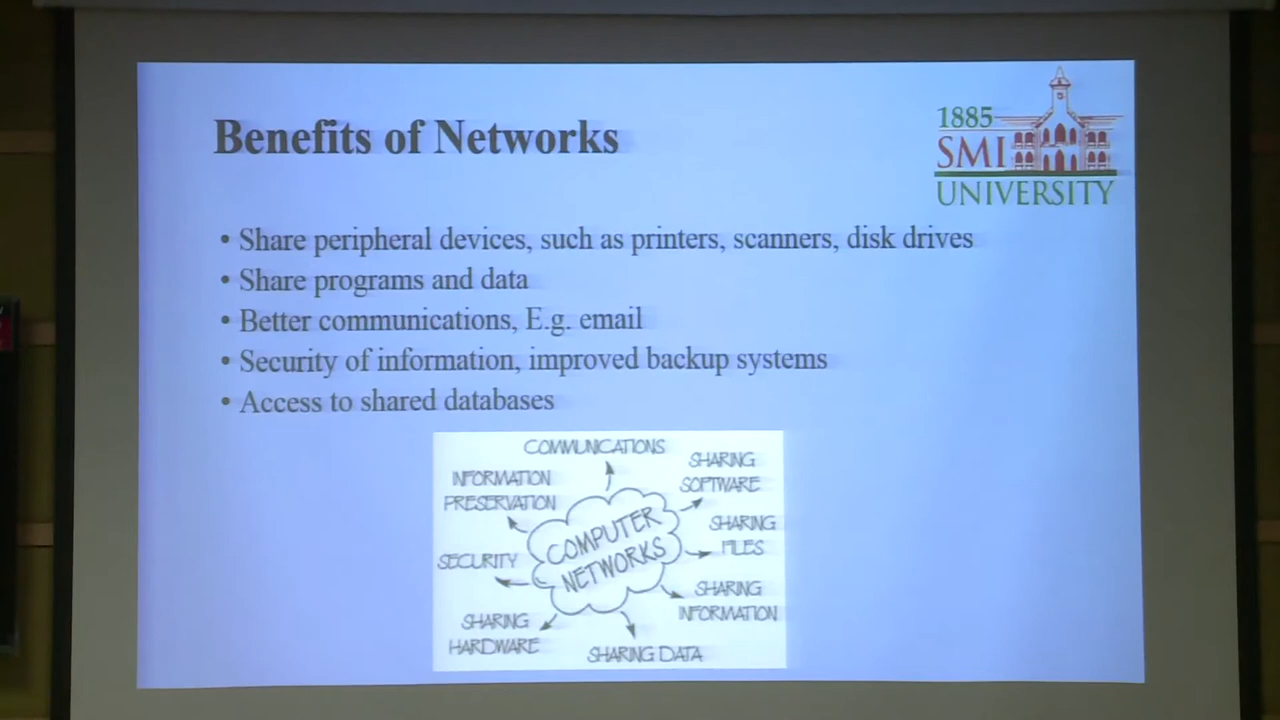 Benefits of Networks
1885
SMI
UNIVERSITY
• Share peripheral devices, such as printers, scanners, disk drives
• Share programs and data
• Better communications, E.g. email
• Security of information, improved backup systems
• Access to shared databases
COMMUNICATIONS
INFORMATION
PRESERVATION
SHARING
SOFTWARE
COMPUTER
NETWORKS
SHARING
FILES
SECURITY
SHARING
INFORMATION
SHARING
HARDWARE
SHARING DATA